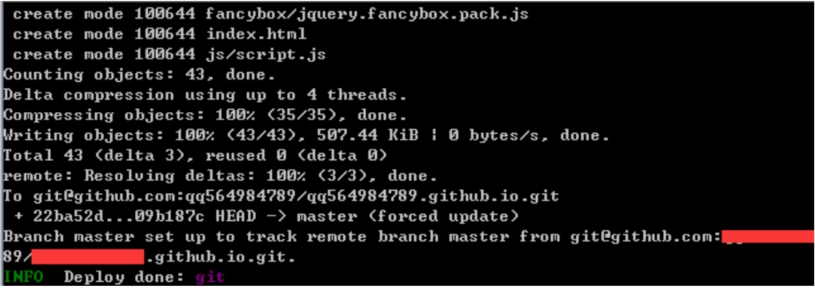 create mode 100644 fancybox/jquery.fancybox.pack.js
create mode 100644 index.html
create mode 100644 js/script.js
Counting objects: 43, done.
Delta compression using up to 4 threads.
Compressing objects: 100% (35/35), done.
Writing objects: 100% (43/43), 507.44 KiB ¦ 0 bytes/s, done.
Total 43 (delta 3), reused 0 (delta 0)
remote: Resolving deltas: 100% (3/3), done.
To git@github.com:qq564984789/qq564984789.github.io.git
+ 22ba52d...09b187c HEAD -> master (forced update)
Branch master set up to track remote branch master from git@github.com:
89/ .github.io.git.
INFO Deploy done: git